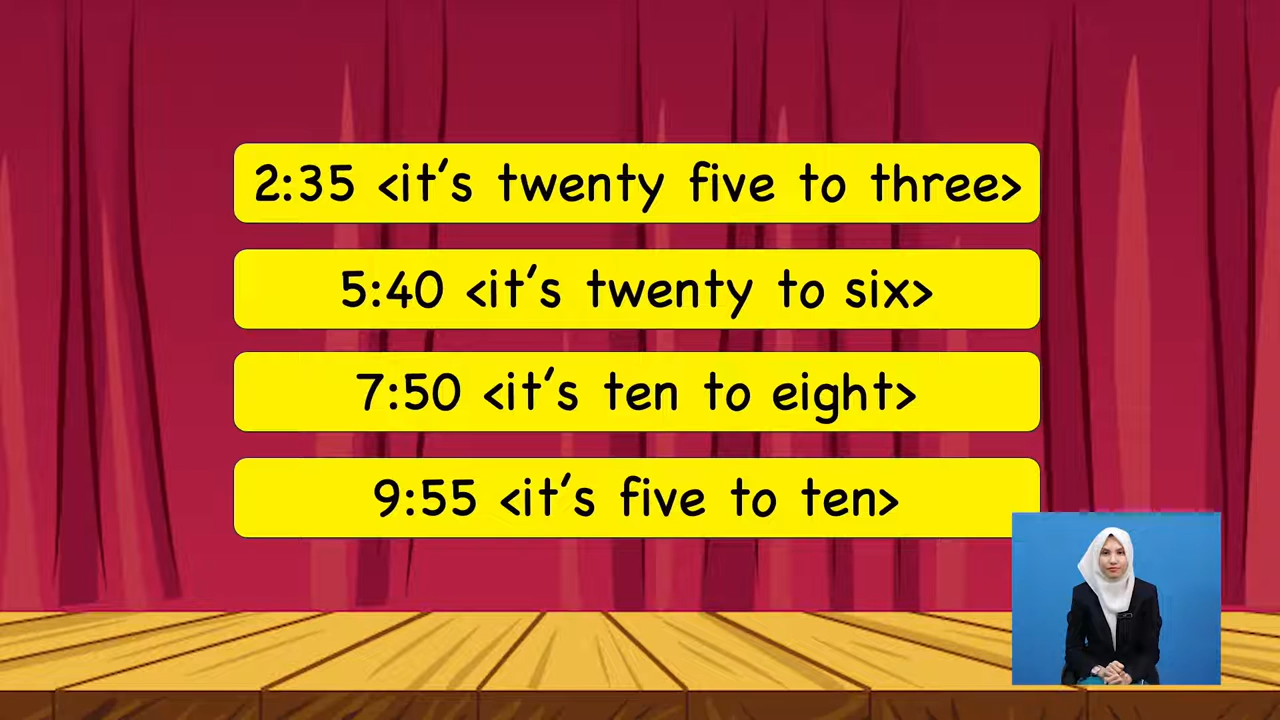 2:35 <it's twenty five to three>
5:40 <it's twenty to six>
7:50 <it's ten to eight>
9:55 <it's five to ten>